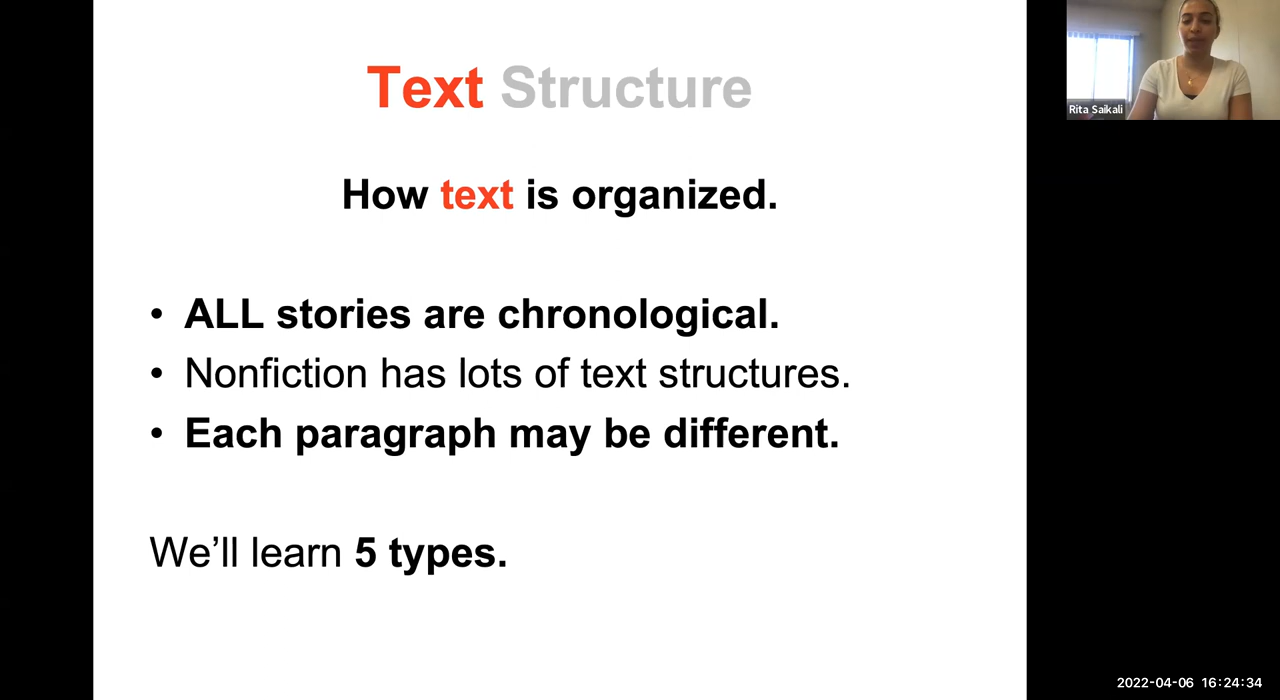 Text Structure
How text is organized.
• ALL stories are chronological.
• Nonfiction has lots of text structures.
• Each paragraph may be different.
We’ll learn 5 types.
Rita Saikali
2022-04-06 16:24:34